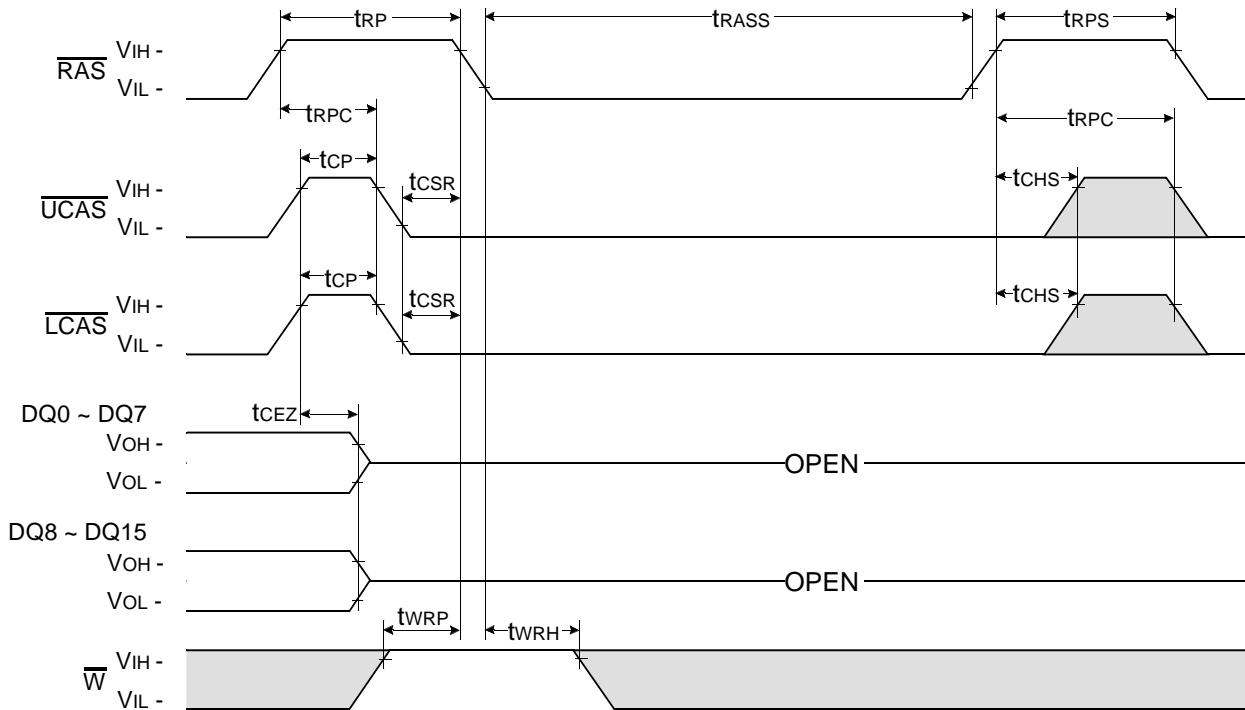 tRP
tRASS
tRPS
RAS
VIH -
VIL -
tRPC
tRPC
tCP
tCSR
tCHS
UCAS
VIH -
VIL -
tCP
tCSR
tCHS
LCAS
VIH -
VIL -
DQ0 ~ DQ7
tCEZ
VOH -
VOL -
OPEN
DQ8 ~ DQ15
VOH -
VOL -
OPEN
tWRP
tWRH
W
VIH -
VIL -